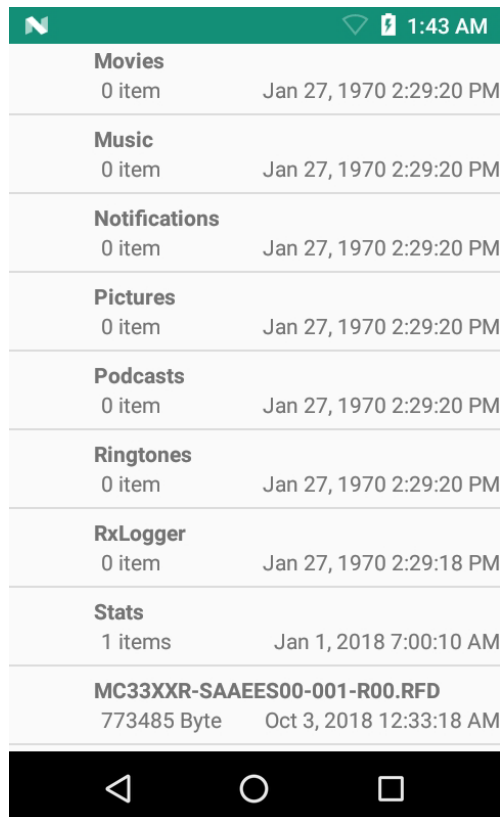 1:43 AM
Movies
0 item Jan 27, 1970 2:29:20 PM
Music
0 item Jan 27, 1970 2:29:20 PM
Notifications
0 item Jan 27, 1970 2:29:20 PM
Pictures
0 item Jan 27, 1970 2:29:20 PM
Podcasts
0 item Jan 27, 1970 2:29:20 PM
Ringtones
0 item Jan 27, 1970 2:29:20 PM
RxLogger
0 item Jan 27, 1970 2:29:18 PM
Stats
1 items Jan 1, 2018 7:00:10 AM
MC33XXR-SAAEES00-001-R00.RFD
773485 Byte Oct 3, 2018 12:33:18 AM